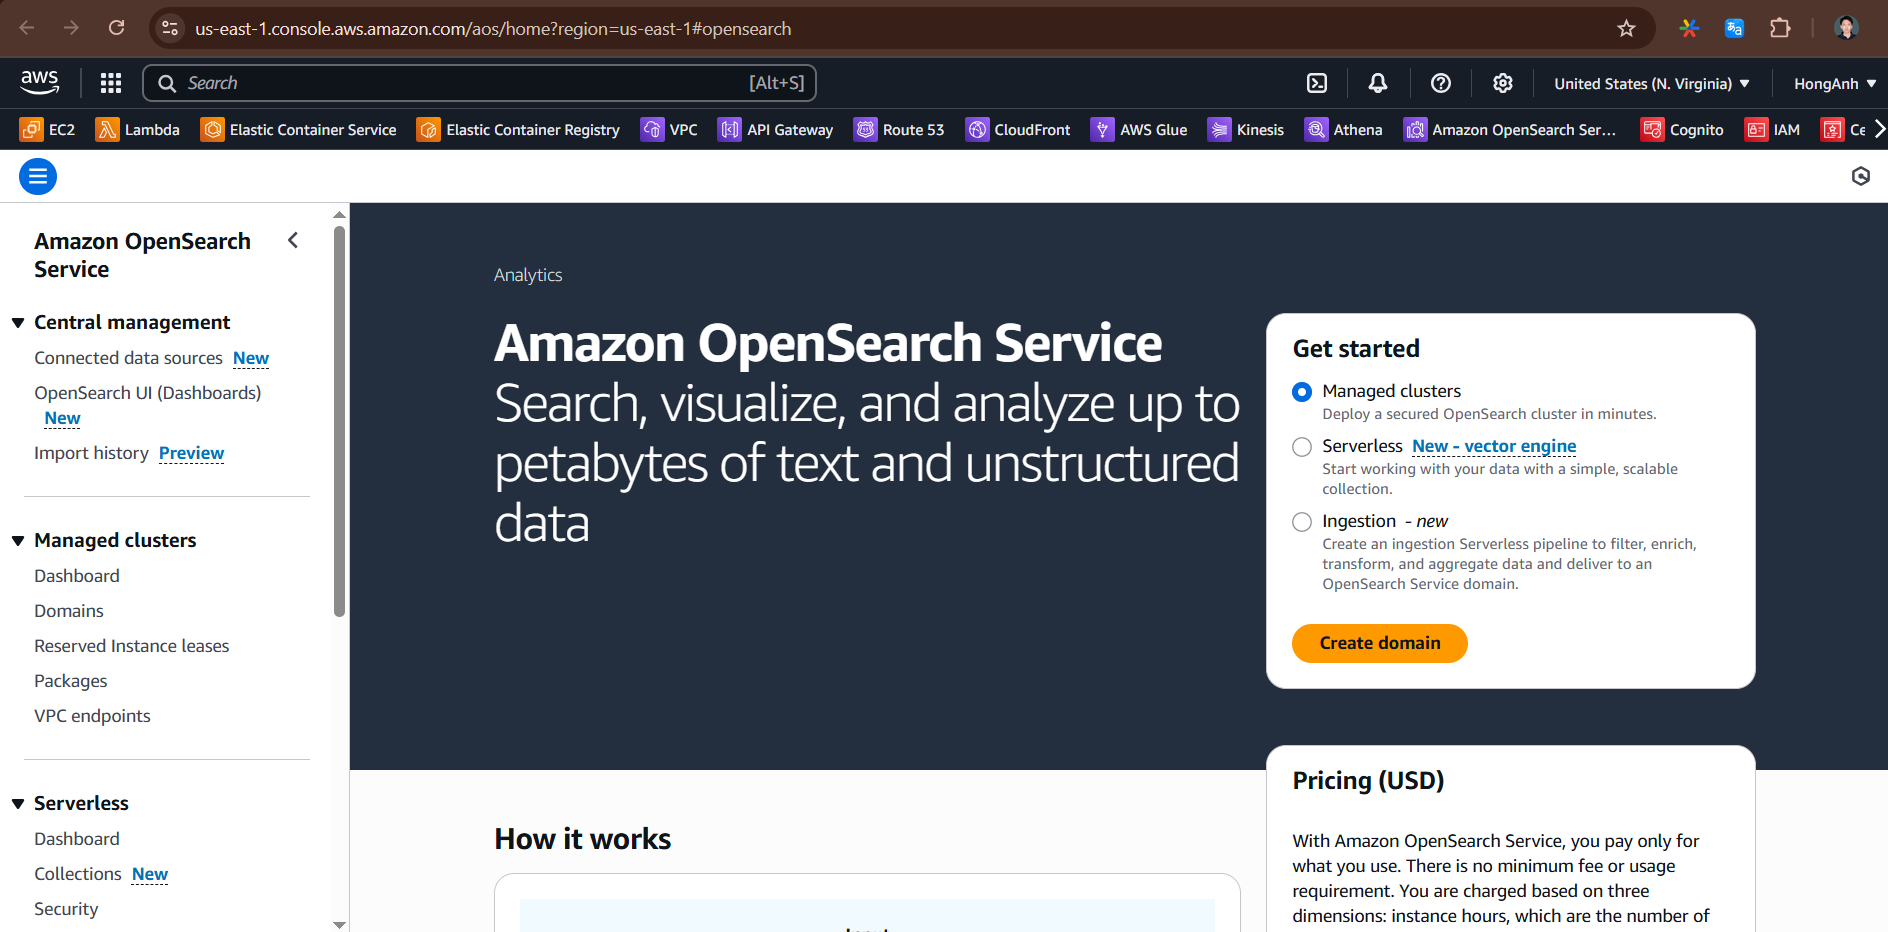 us-east-1.console.aws.amazon.com/aos/home?region=us-east-1#opensearch
aws
Search
[Alt+S]
United States (N. Virginia)
HongAnh
EC2
Lambda
Elastic Container Service
Elastic Container Registry
VPC
API Gateway
Route 53
CloudFront
AWS Glue
Kinesis
Athena
Amazon OpenSearch Ser...
Cognito
IAM
Ce
Amazon OpenSearch
Service
Central management
Connected data sources New
OpenSearch UI (Dashboards)
New
Import history Preview
Managed clusters
Dashboard
Domains
Reserved Instance leases
Packages
VPC endpoints
Serverless
Dashboard
Collections New
Security
Analytics
Amazon OpenSearch Service
Search, visualize, and analyze up to
petabytes of text and unstructured
data
Get started
Managed clusters
Deploy a secured OpenSearch cluster in minutes.
Serverless New - vector engine
Start working with your data with a simple, scalable
collection.
Ingestion - new
Create an ingestion Serverless pipeline to filter, enrich,
transform, and aggregate data and deliver to an
OpenSearch Service domain.
Create domain
How it works
Pricing (USD)
With Amazon OpenSearch Service, you pay only for
what you use. There is no minimum fee or usage
requirement. You are charged based on three
dimensions: instance hours, which are the number of